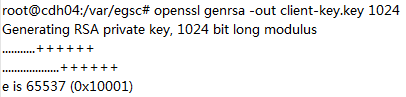 root@cdh04:/var/egsc# openssl genrsa -out client-key.key 1024
Generating RSA private key, 1024 bit long modulus
...........++++++
...................++++++
e is 65537 (0x10001)